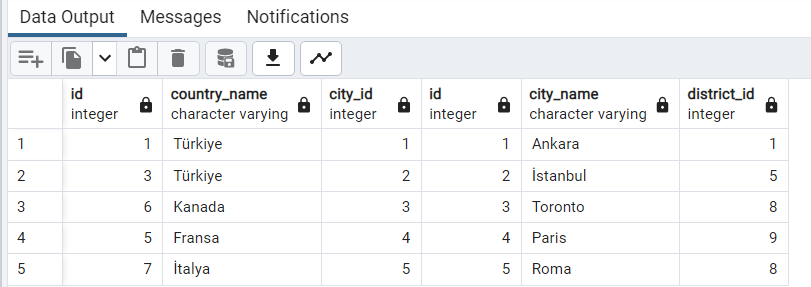 Data Output Messages Notifications
id country_name city_id id city_name district_id
integer character varying integer integer character varying integer
1 1 Türkiye 1 1 Ankara 1
2 3 Türkiye 2 2 İstanbul 5
3 6 Kanada 3 3 Toronto 8
4 5 Fransa 4 4 Paris 9
5 7 İtalya 5 5 Roma 8